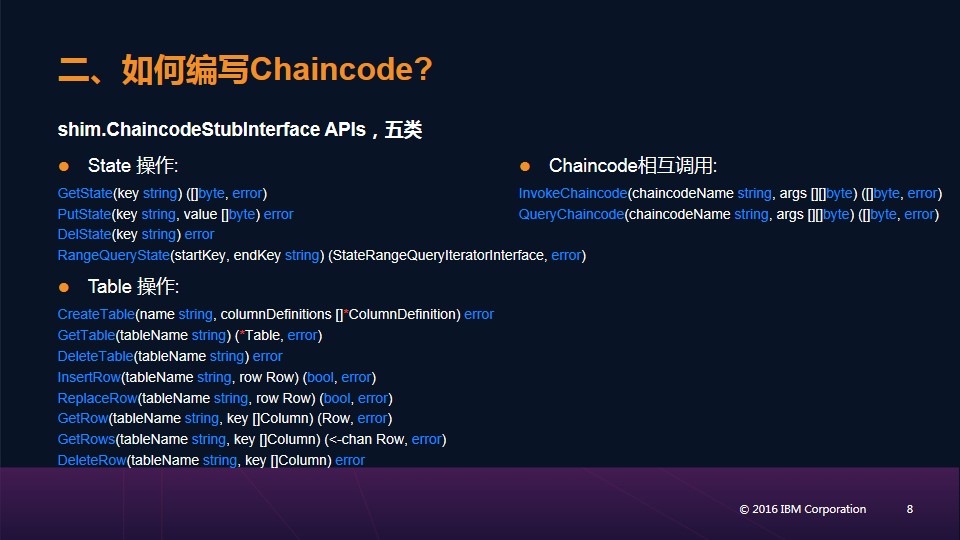 二、如何编写Chaincode?
shim.ChaincodeStubInterface APIs，五类
● State 操作:
GetState(key string) ([]byte, error)
PutState(key string, value []byte) error
DelState(key string) error
RangeQueryState(startKey, endKey string) (StateRangeQueryIteratorInterface, error)
● Table 操作:
CreateTable(name string, columnDefinitions []*ColumnDefinition) error
GetTable(tableName string) (*Table, error)
DeleteTable(tableName string) error
InsertRow(tableName string, row Row) (bool, error)
ReplaceRow(tableName string, row Row) (bool, error)
GetRow(tableName string, key []Column) (Row, error)
GetRows(tableName string, key []Column) (<-chan Row, error)
DeleteRow(tableName string, key []Column) error
● Chaincode相互调用:
InvokeChaincode(chaincodeName string, args [][]byte) ([]byte, error)
QueryChaincode(chaincodeName string, args [][]byte) ([]byte, error)
© 2016 IBM Corporation
8